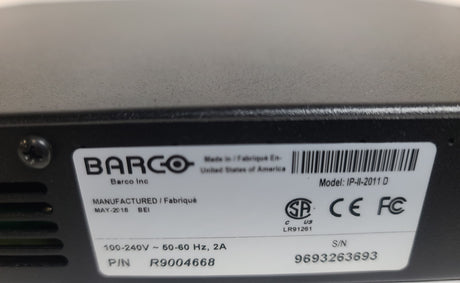 BARCO
Barco Inc
Made in / Fabriqué En-
United States of America
Model: IP-II-2011 D
MANUFACTURED / Fabriqué
MAY-2018 BEI
C US
LR91261
CE FC
100-240V ~ 50-60 Hz, 2A
S/N
P/N R9004668
9693263693